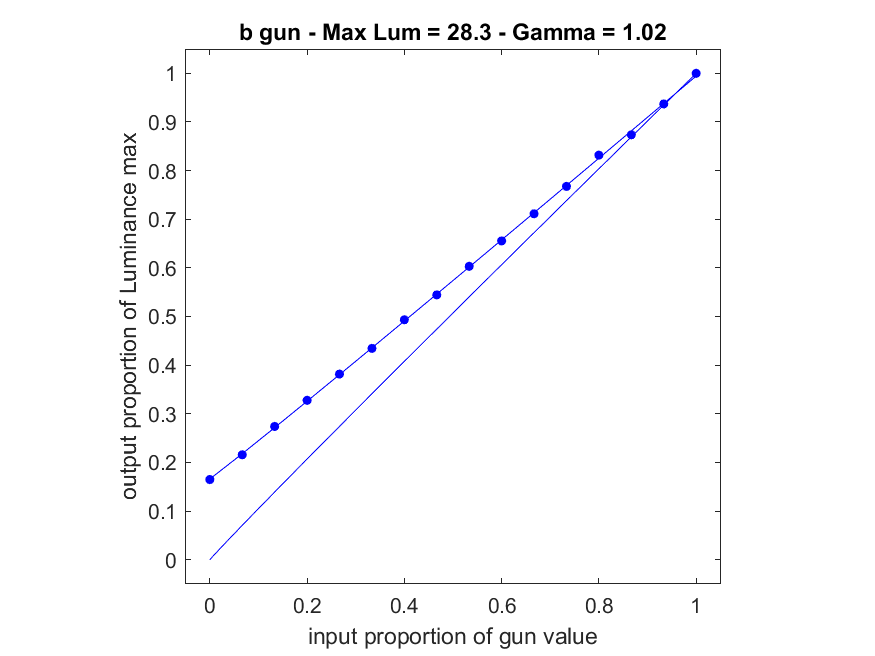 b gun - Max Lum = 28.3 - Gamma = 1.02
output proportion of Luminance max
1
0.9
0.8
0.7
0.6
0.5
0.4
0.3
0.2
0.1
0
0 0.2 0.4 0.6 0.8 1
input proportion of gun value